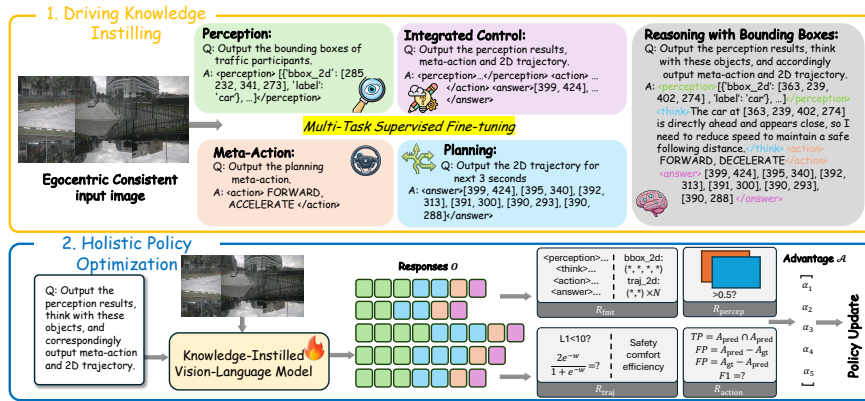 1. Driving Knowledge
Instilling
Egocentric Consistent
input image
Perception:
Q: Output the bounding boxes of
traffic participants.
A: <perception> [{'bbox_2d': [285,
232, 341, 273], 'label':
'car'}, …]</perception>
Integrated Control:
Q: Output the perception results,
meta-action and 2D trajectory.
A: <perception>…</perception> <action> …
</action> <answer>[399, 424], …
</answer>
Multi-Task Supervised Fine-tuning
Meta-Action:
Q: Output the planning
meta-action.
A: <action> FORWARD,
ACCELERATE </action>
Planning:
Q: Output the 2D trajectory for
next 3 seconds
A: <answer>[399, 424], [395, 340], [392,
313], [391, 300], [390, 293], [390,
288]</answer>
Reasoning with Bounding Boxes:
Q: Output the perception results, think
with these objects, and accordingly
output meta-action and 2D trajectory.
A: <perception>[{'bbox_2d': [363, 239,
402, 274] , 'label': 'car'}, …]</perception>
<think>The car at [363, 239, 402, 274]
is directly ahead and appears close, so I
need to reduce speed to maintain a safe
following distance.</think> <action>
FORWARD, DECELERATE</action>
<answer> [399, 424], [395, 340], [392,
313], [391, 300], [390, 293],
[390, 288] </answer>
2. Holistic Policy
Optimization
Q: Output the
perception results,
think with these
objects, and
correspondingly
output meta-action
and 2D trajectory.
Knowledge-Instilled
Vision-Language Model
Responses O
<perception>…
<think>…
<action>…
<answer>…
bbox_2d:
(*, *, *, *)
traj_2d:
(*,*) ×N
R_fmt
>0.5?
R_percep
L1<10?
2e^{-w} / (1 + e^{-w}) =?
Safety
comfort
efficiency
R_traj
TP = A_pred ∩ A_pred
FP = A_pred − A_gt
FP = A_gt − A_pred
F1 =?
R_action
Advantage A
α_1
α_2
α_3
α_4
α_5
Policy Update